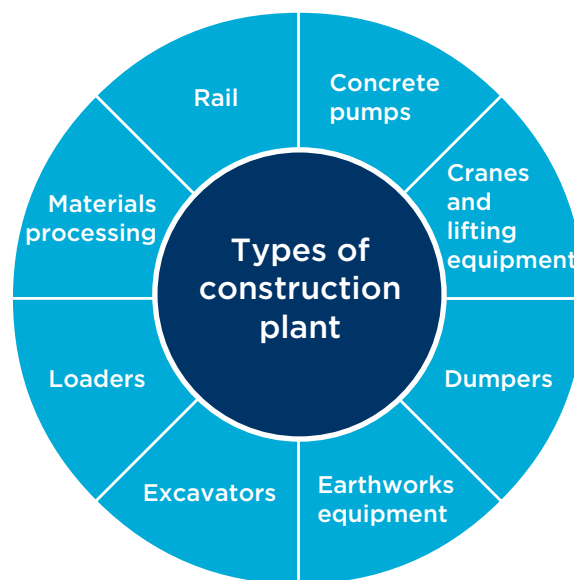 Types of
construction
plant
Concrete
pumps
Cranes
and
lifting
equipment
Dumpers
Earthworks
equipment
Excavators
Loaders
Materials
processing
Rail